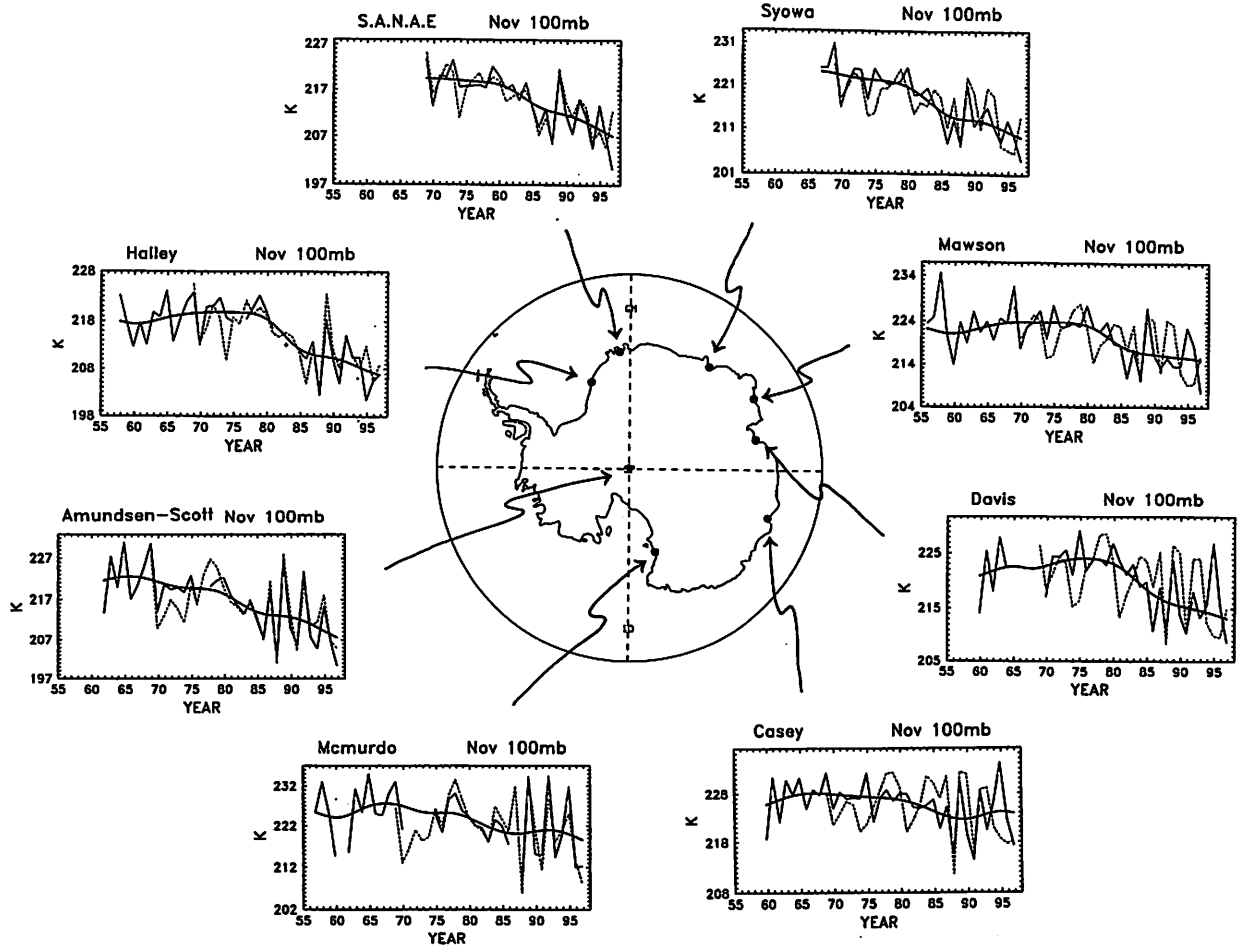 S.A.N.A.E Nov 100mb
227
217
207
197
K
55 60 65 70 75 80 85 90 95
YEAR
Syowa Nov 100mb
231
221
211
201
K
55 60 65 70 75 80 85 90 95
YEAR
Halley Nov 100mb
228
218
208
198
K
55 60 65 70 75 80 85 90 95
YEAR
Mawson Nov 100mb
234
224
214
204
K
55 60 65 70 75 80 85 90 95
YEAR
Amundsen-Scott Nov 100mb
227
217
207
197
K
55 60 65 70 75 80 85 90 95
YEAR
Davis Nov 100mb
225
215
205
K
55 60 65 70 75 80 85 90 95
YEAR
Mcmurdo Nov 100mb
232
222
212
202
K
55 60 65 70 75 80 85 90 95
YEAR
Casey Nov 100mb
228
218
208
K
55 60 65 70 75 80 85 90 95
YEAR